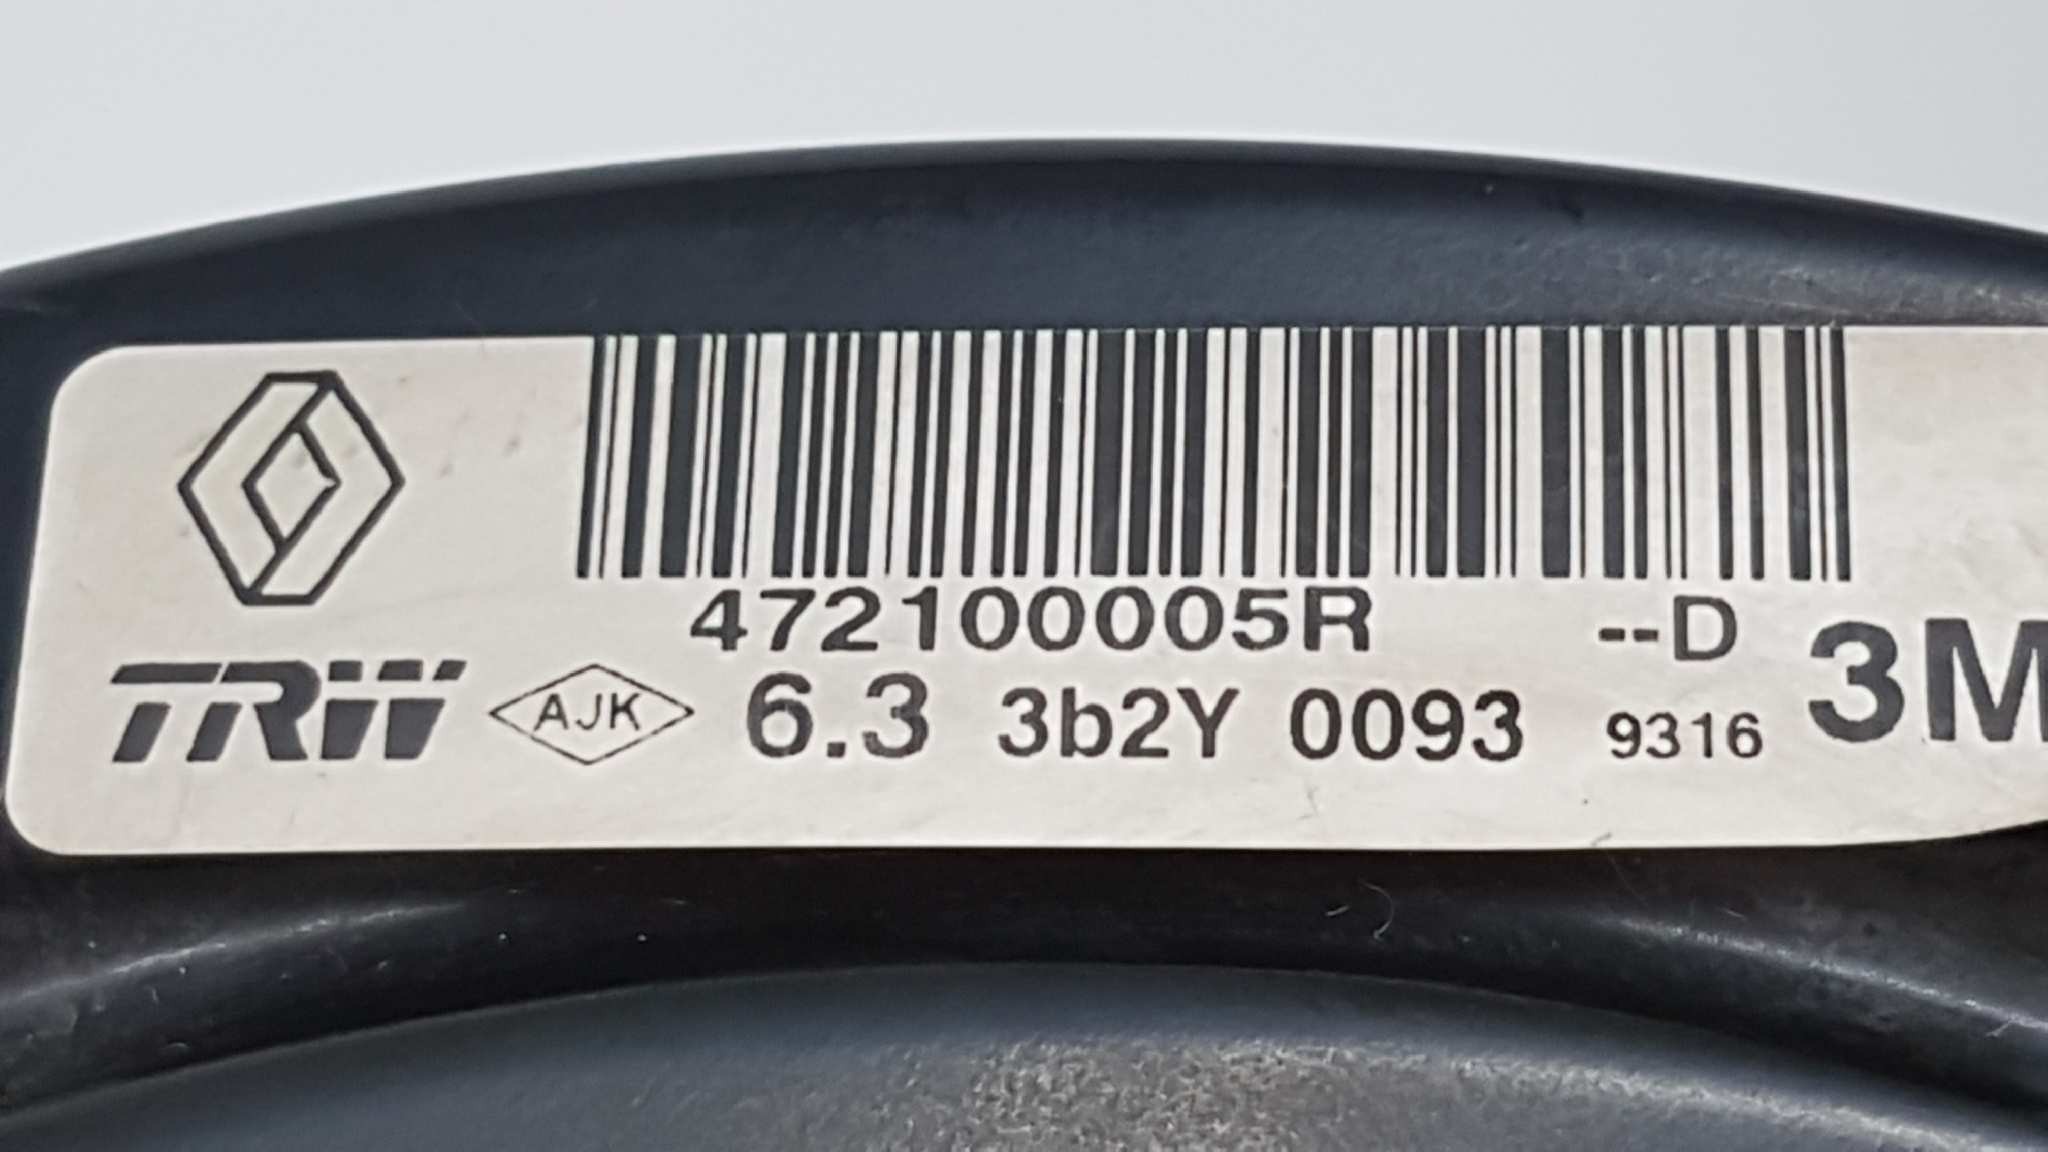 472100005R --D
TRW AJK 6.3 3b2Y 0093 9316 3M